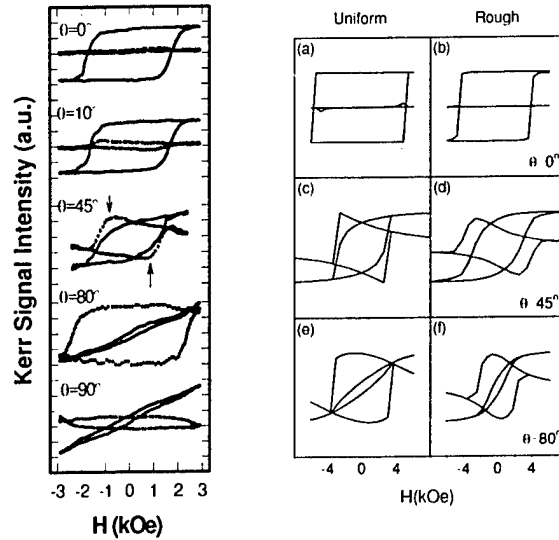 Kerr Signal Intensity (a.u.)
θ=0°
θ=10°
θ=45°
θ=80°
θ=90°
-3 -2 -1 0 1 2 3
H (kOe)
Uniform Rough
(a) (b)
θ 0°
(c) (d)
θ 45°
(e) (f)
θ-80°
-4 0 4 -4 0 4
H(kOe)